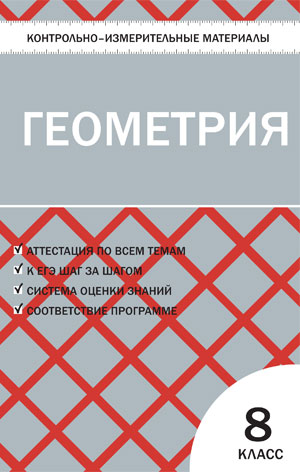 КОНТРОЛЬНО-ИЗМЕРИТЕЛЬНЫЕ МАТЕРИАЛЫ
ГЕОМЕТРИЯ
АТТЕСТАЦИЯ ПО ВСЕМ ТЕМАМ
К ЕГЭ ШАГ ЗА ШАГОМ
СИСТЕМА ОЦЕНКИ ЗНАНИЙ
СООТВЕТСТВИЕ ПРОГРАММЕ
8
КЛАСС